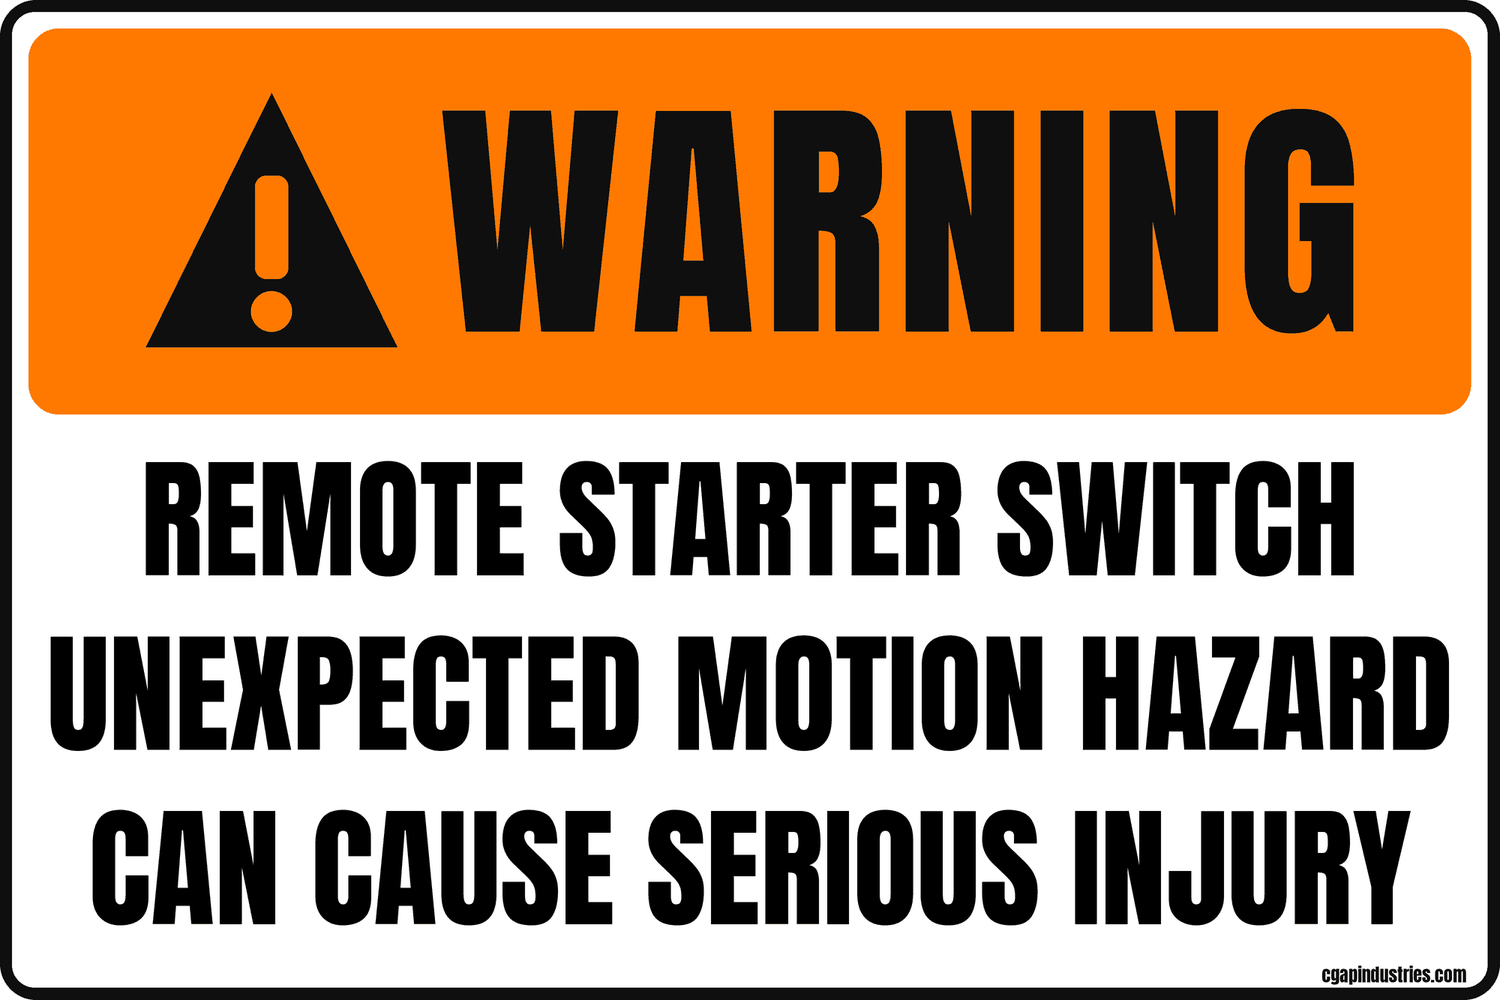 WARNING
REMOTE STARTER SWITCH
UNEXPECTED MOTION HAZARD
CAN CAUSE SERIOUS INJURY
cgapindustries.com